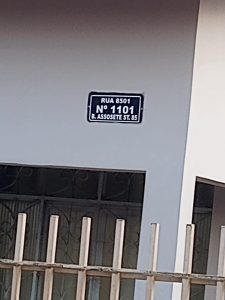 RUA 8501
Nº 1101
B. ASSOSETE ST. 85